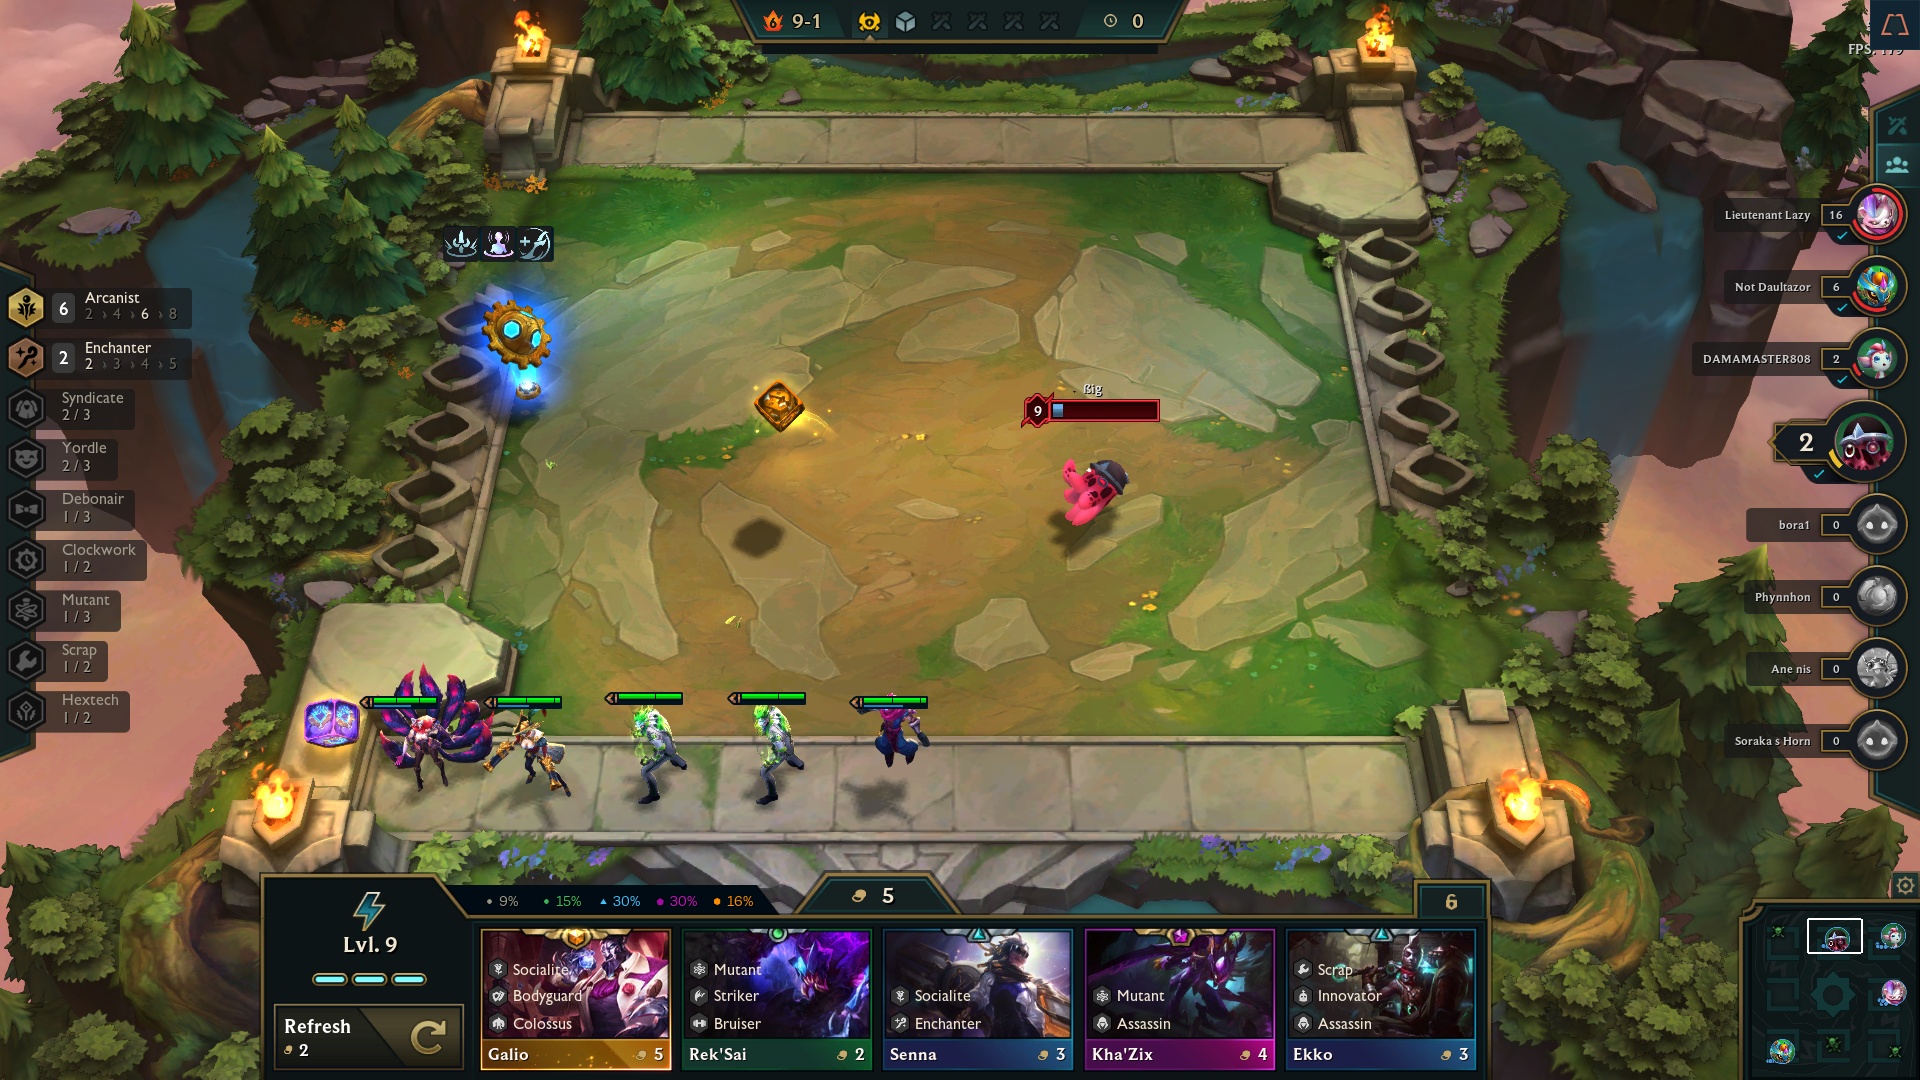 9-1
0
FPS:
6
Arcanist
2 › 4 › 6 › 8
2
Enchanter
2 › 3 › 4 › 5
Syndicate
2 / 3
Yordle
2 / 3
Debonair
1 / 3
Clockwork
1 / 2
Mutant
1 / 3
Scrap
1 / 2
Hextech
1 / 2
Big
9
Lieutenant Lazy
16
Not Daultazor
6
DAMAMASTER808
2
2
bora1
0
Phynnhon
0
Ane nis
0
Soraka s Horn
0
9% 15% 30% 30% 16%
5
6
Lvl. 9
Refresh
2
Socialite
Bodyguard
Colossus
Galio 5
Mutant
Striker
Bruiser
Rek'Sai 2
Socialite
Enchanter
Senna 3
Mutant
Assassin
Kha'Zix 4
Scrap
Innovator
Assassin
Ekko 3